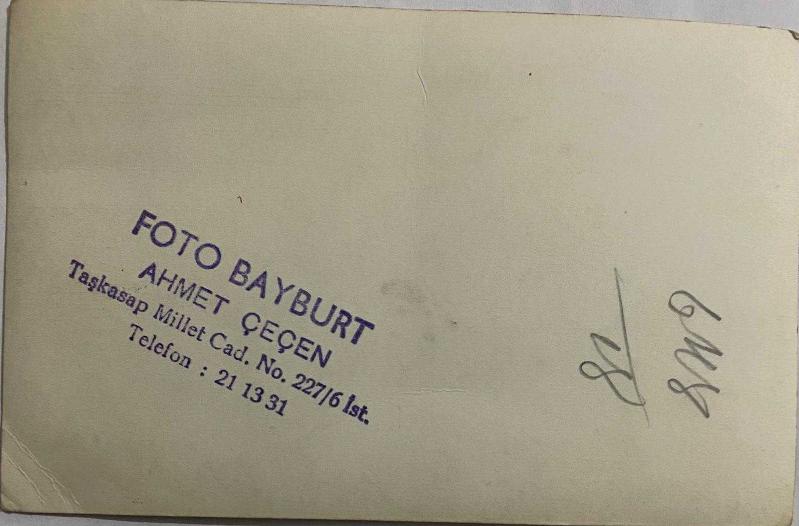 FOTO BAYBURT
AHMET ÇEÇEN
Taşkasap Millet Cad. No. 227/6 İst.
Telefon : 21 13 31